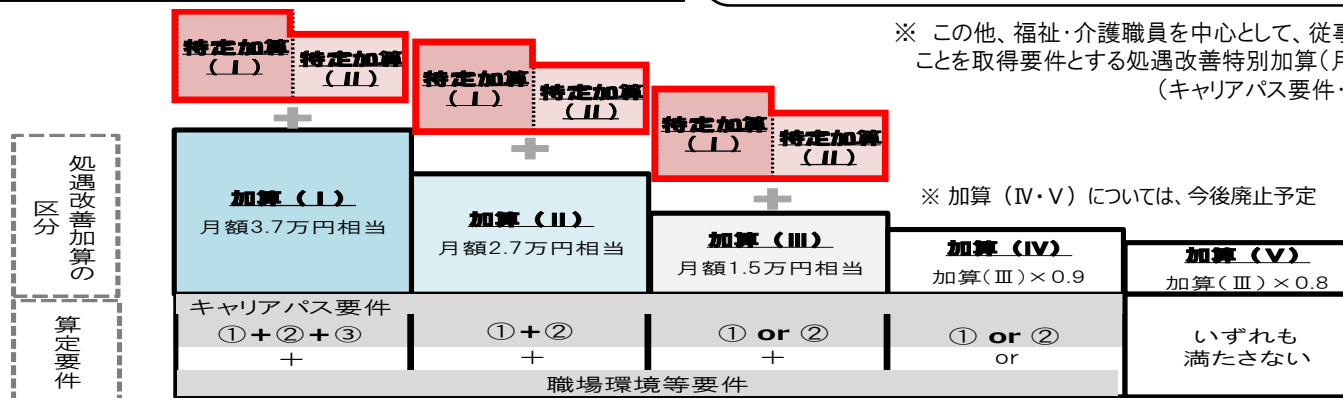 ※ この他、福祉・介護職員を中心として、従事
ことを取得要件とする処遇改善特別加算(月
(キャリアパス要件・
特定加算
(Ⅰ)
特定加算
(Ⅱ)
特定加算
(Ⅰ)
特定加算
(Ⅱ)
特定加算
(Ⅰ)
特定加算
(Ⅱ)
+
+
+
※ 加算(Ⅳ・Ⅴ)については、今後廃止予定
処遇改善加算の
区分
加算(Ⅰ)
月額3.7万円相当
加算(Ⅱ)
月額2.7万円相当
加算(Ⅲ)
月額1.5万円相当
加算(Ⅳ)
加算(Ⅲ)×0.9
加算(Ⅴ)
加算(Ⅲ)×0.8
算定要件
キャリアパス要件
①+②+③
①+②
① or ②
① or ②
+
+
+
or
いずれも
満たさない
職場環境等要件